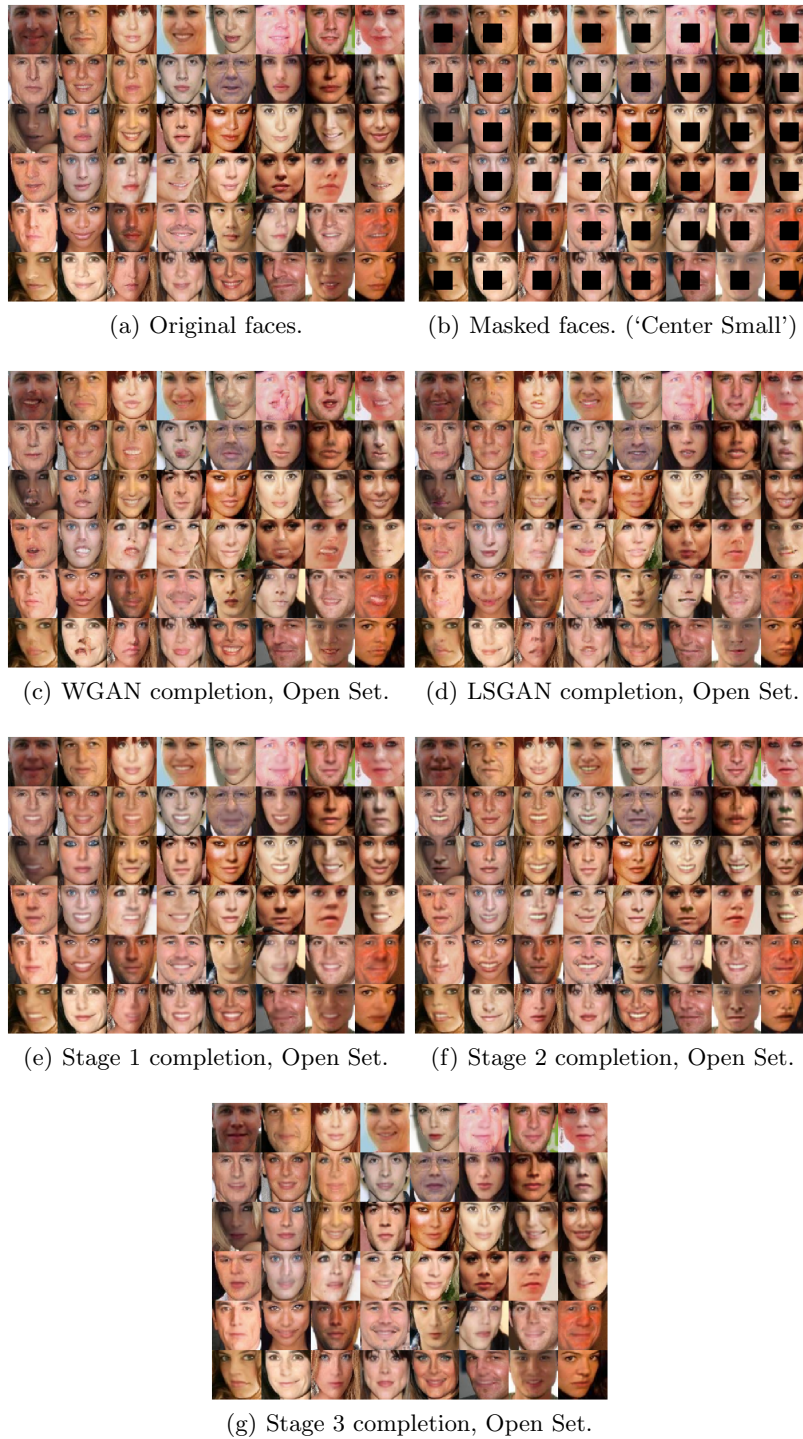 (a) Original faces.
(b) Masked faces. (‘Center Small’)
(c) WGAN completion, Open Set.
(d) LSGAN completion, Open Set.
(e) Stage 1 completion, Open Set.
(f) Stage 2 completion, Open Set.
(g) Stage 3 completion, Open Set.